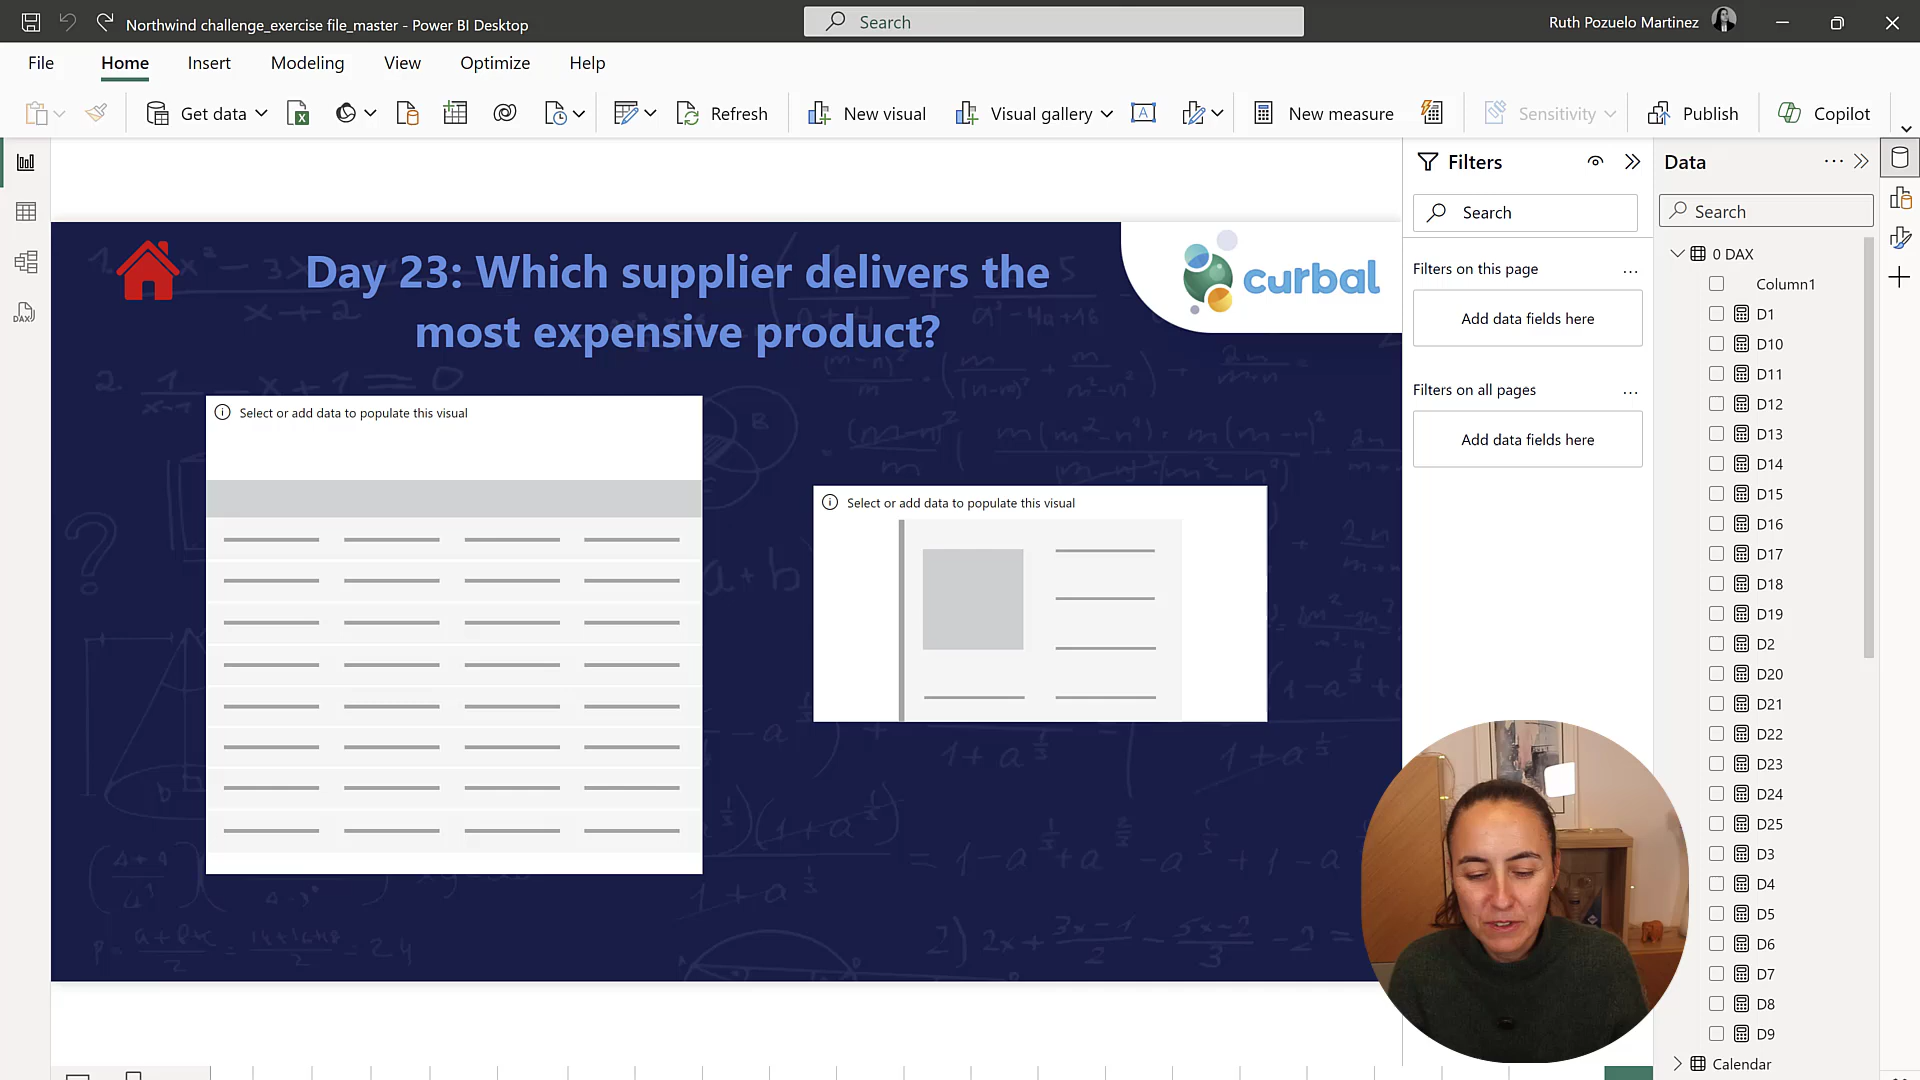 Northwind challenge_exercise file_master - Power BI Desktop
Search
Ruth Pozuelo Martinez
File
Home
Insert
Modeling
View
Optimize
Help
Get data
Refresh
New visual
Visual gallery
New measure
Sensitivity
Publish
Copilot
Day 23: Which supplier delivers the
most expensive product?
curbal
Select or add data to populate this visual
Select or add data to populate this visual
Filters
Search
Filters on this page
Add data fields here
Filters on all pages
Add data fields here
Data
Search
0 DAX
Column1
D1
D10
D11
D12
D13
D14
D15
D16
D17
D18
D19
D2
D20
D21
D22
D23
D24
D25
D3
D4
D5
D6
D7
D8
D9
Calendar